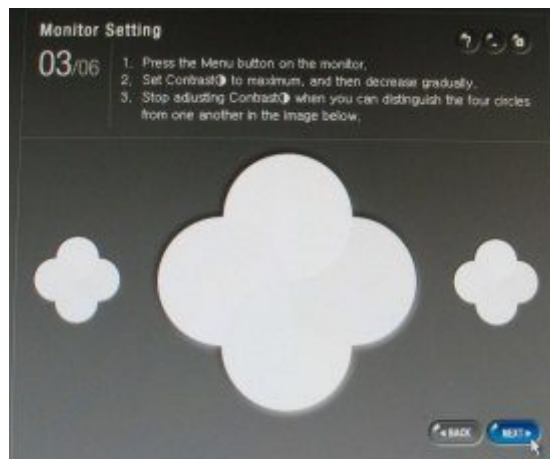 Monitor Setting
03/06
1. Press the Menu button on the monitor.
2. Set Contrast to maximum, and then decrease gradually.
3. Stop adjusting Contrast when you can distinguish the four circles
from one another in the image below.
BACK
NEXT